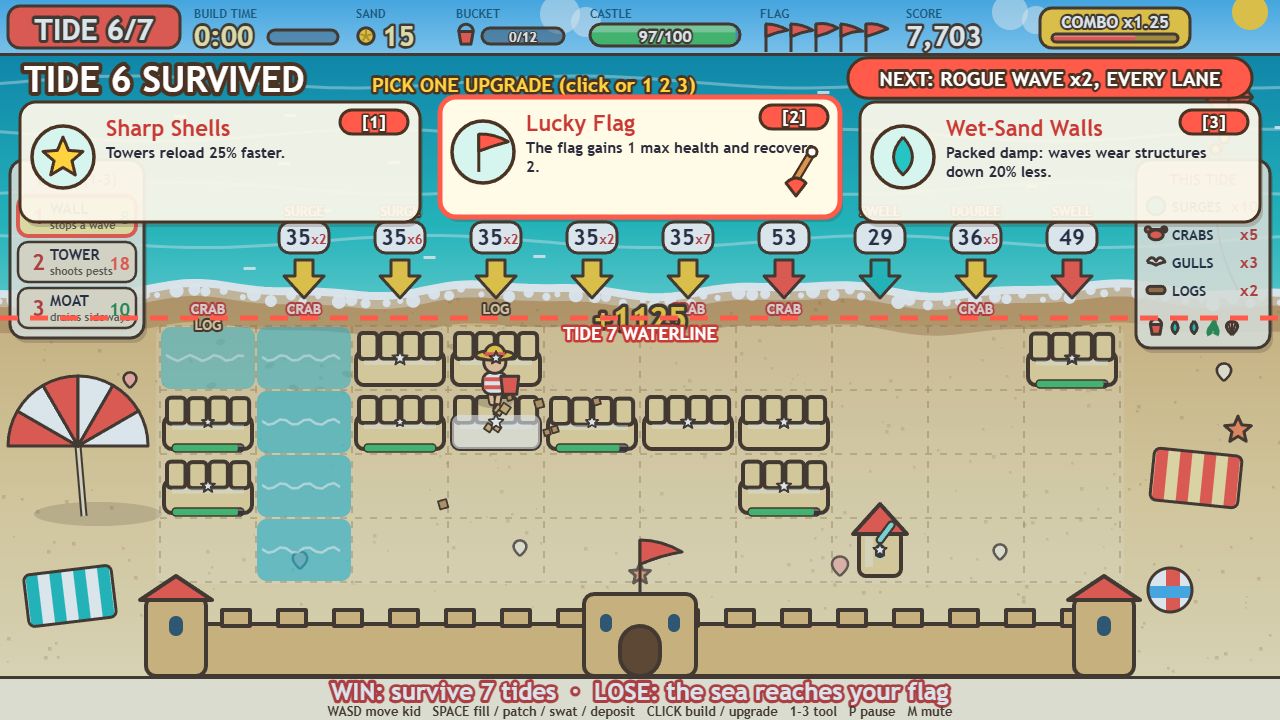 TIDE 6/7
BUILD TIME
0:00
SAND
15
BUCKET
0/12
CASTLE
97/100
FLAG
SCORE
7,703
COMBO x1.25
TIDE 6 SURVIVED
PICK ONE UPGRADE (click or 1 2 3)
NEXT: ROGUE WAVE x2, EVERY LANE
Sharp Shells
[1]
Towers reload 25% faster.
Lucky Flag
[2]
The flag gains 1 max health and recover
2.
Wet-Sand Walls
[3]
Packed damp: waves wear structures
down 20% less.
1 WALL
stops a wave
2 TOWER
shoots pests
18
3 MOAT
drains sideways
10
THIS TIDE
SURGES x10
CRABS x5
GULLS x3
LOGS x2
SURGE SURGE SWELL DOUBLE SWELL
35x2 35x6 35x2 35x2 35x7 53 29 36x5 49
CRAB CRAB LOG CRAB CRAB CRAB
LOG
+1125
TIDE 7 WATERLINE
WIN: survive 7 tides • LOSE: the sea reaches your flag
WASD move kid SPACE fill / patch / swat / deposit CLICK build / upgrade 1-3 tool P pause M mute